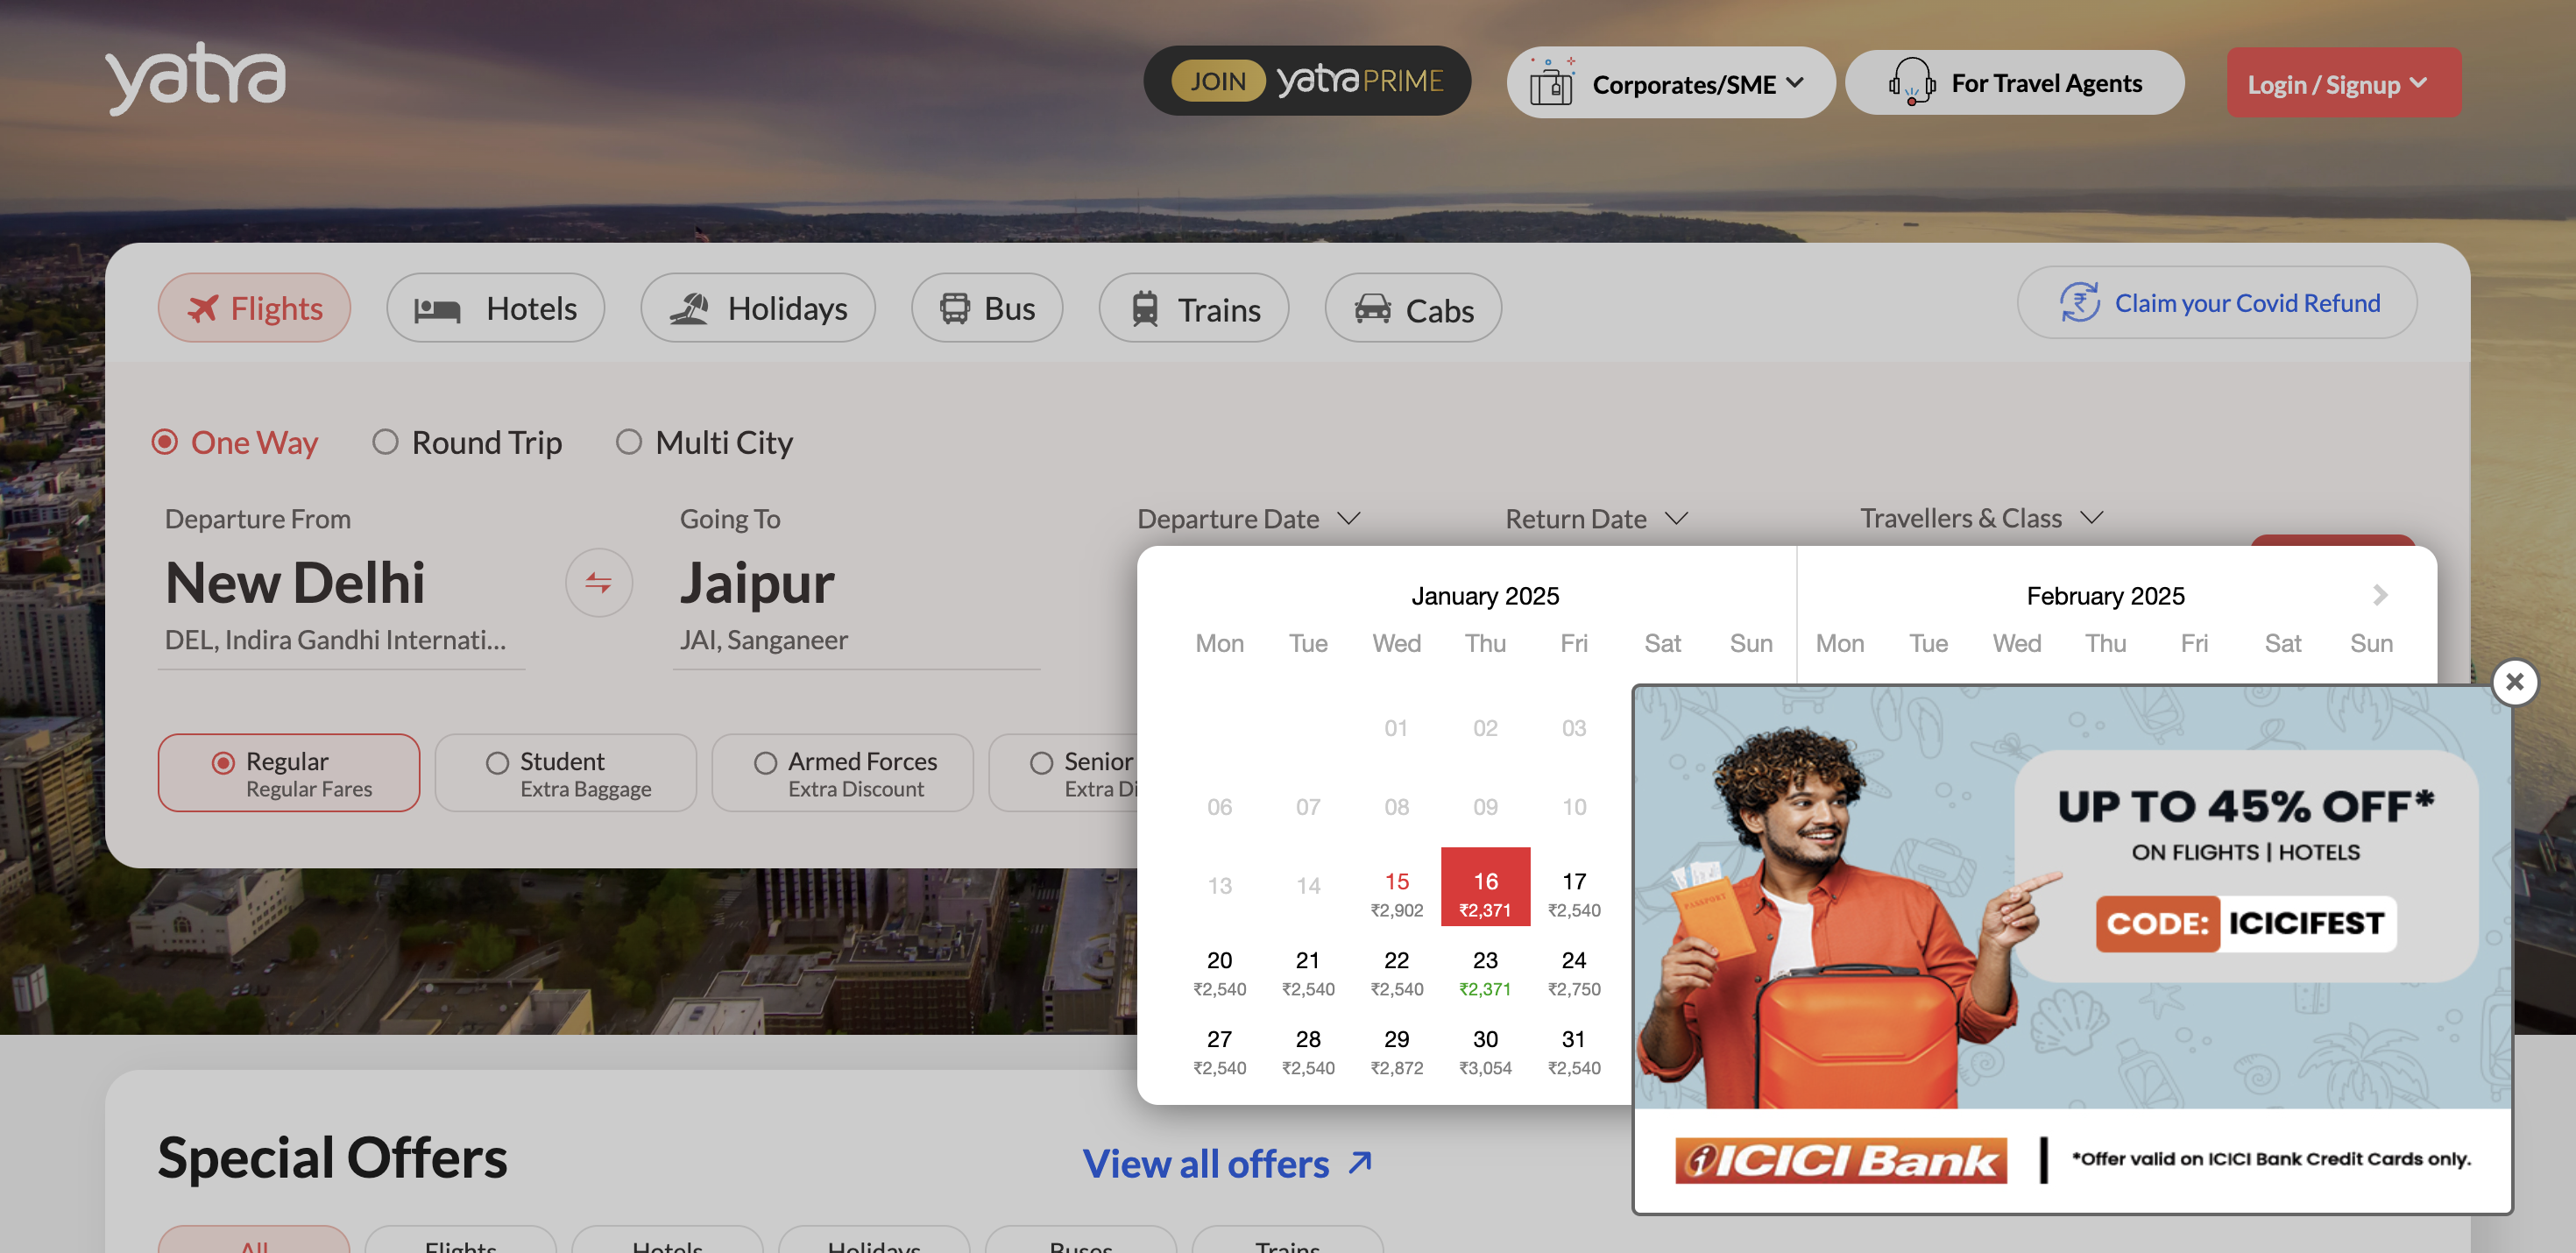 yatra
JOIN yatra PRIME
Corporates/SME
For Travel Agents
Login / Signup
Flights
Hotels
Holidays
Bus
Trains
Cabs
Claim your Covid Refund
One Way
Round Trip
Multi City
Departure From
New Delhi
DEL, Indira Gandhi Internati...
Going To
Jaipur
JAI, Sanganeer
Departure Date
Return Date
Travellers & Class
Regular
Regular Fares
Student
Extra Baggage
Armed Forces
Extra Discount
Senior
Extra Di
January 2025
Mon Tue Wed Thu Fri Sat Sun
01 02 03
06 07 08 09 10
13 14 15 16 17
₹2,902 ₹2,371 ₹2,540
20 21 22 23 24
₹2,540 ₹2,540 ₹2,540 ₹2,371 ₹2,750
27 28 29 30 31
₹2,540 ₹2,540 ₹2,872 ₹3,054 ₹2,540
February 2025
Mon Tue Wed Thu Fri Sat Sun
PASSPORT
UP TO 45% OFF*
ON FLIGHTS | HOTELS
CODE: ICICIFEST
ICICI Bank
*Offer valid on ICICI Bank Credit Cards only.
Special Offers
View all offers
All
Flights
Hotels
Holidays
Buses
Trains